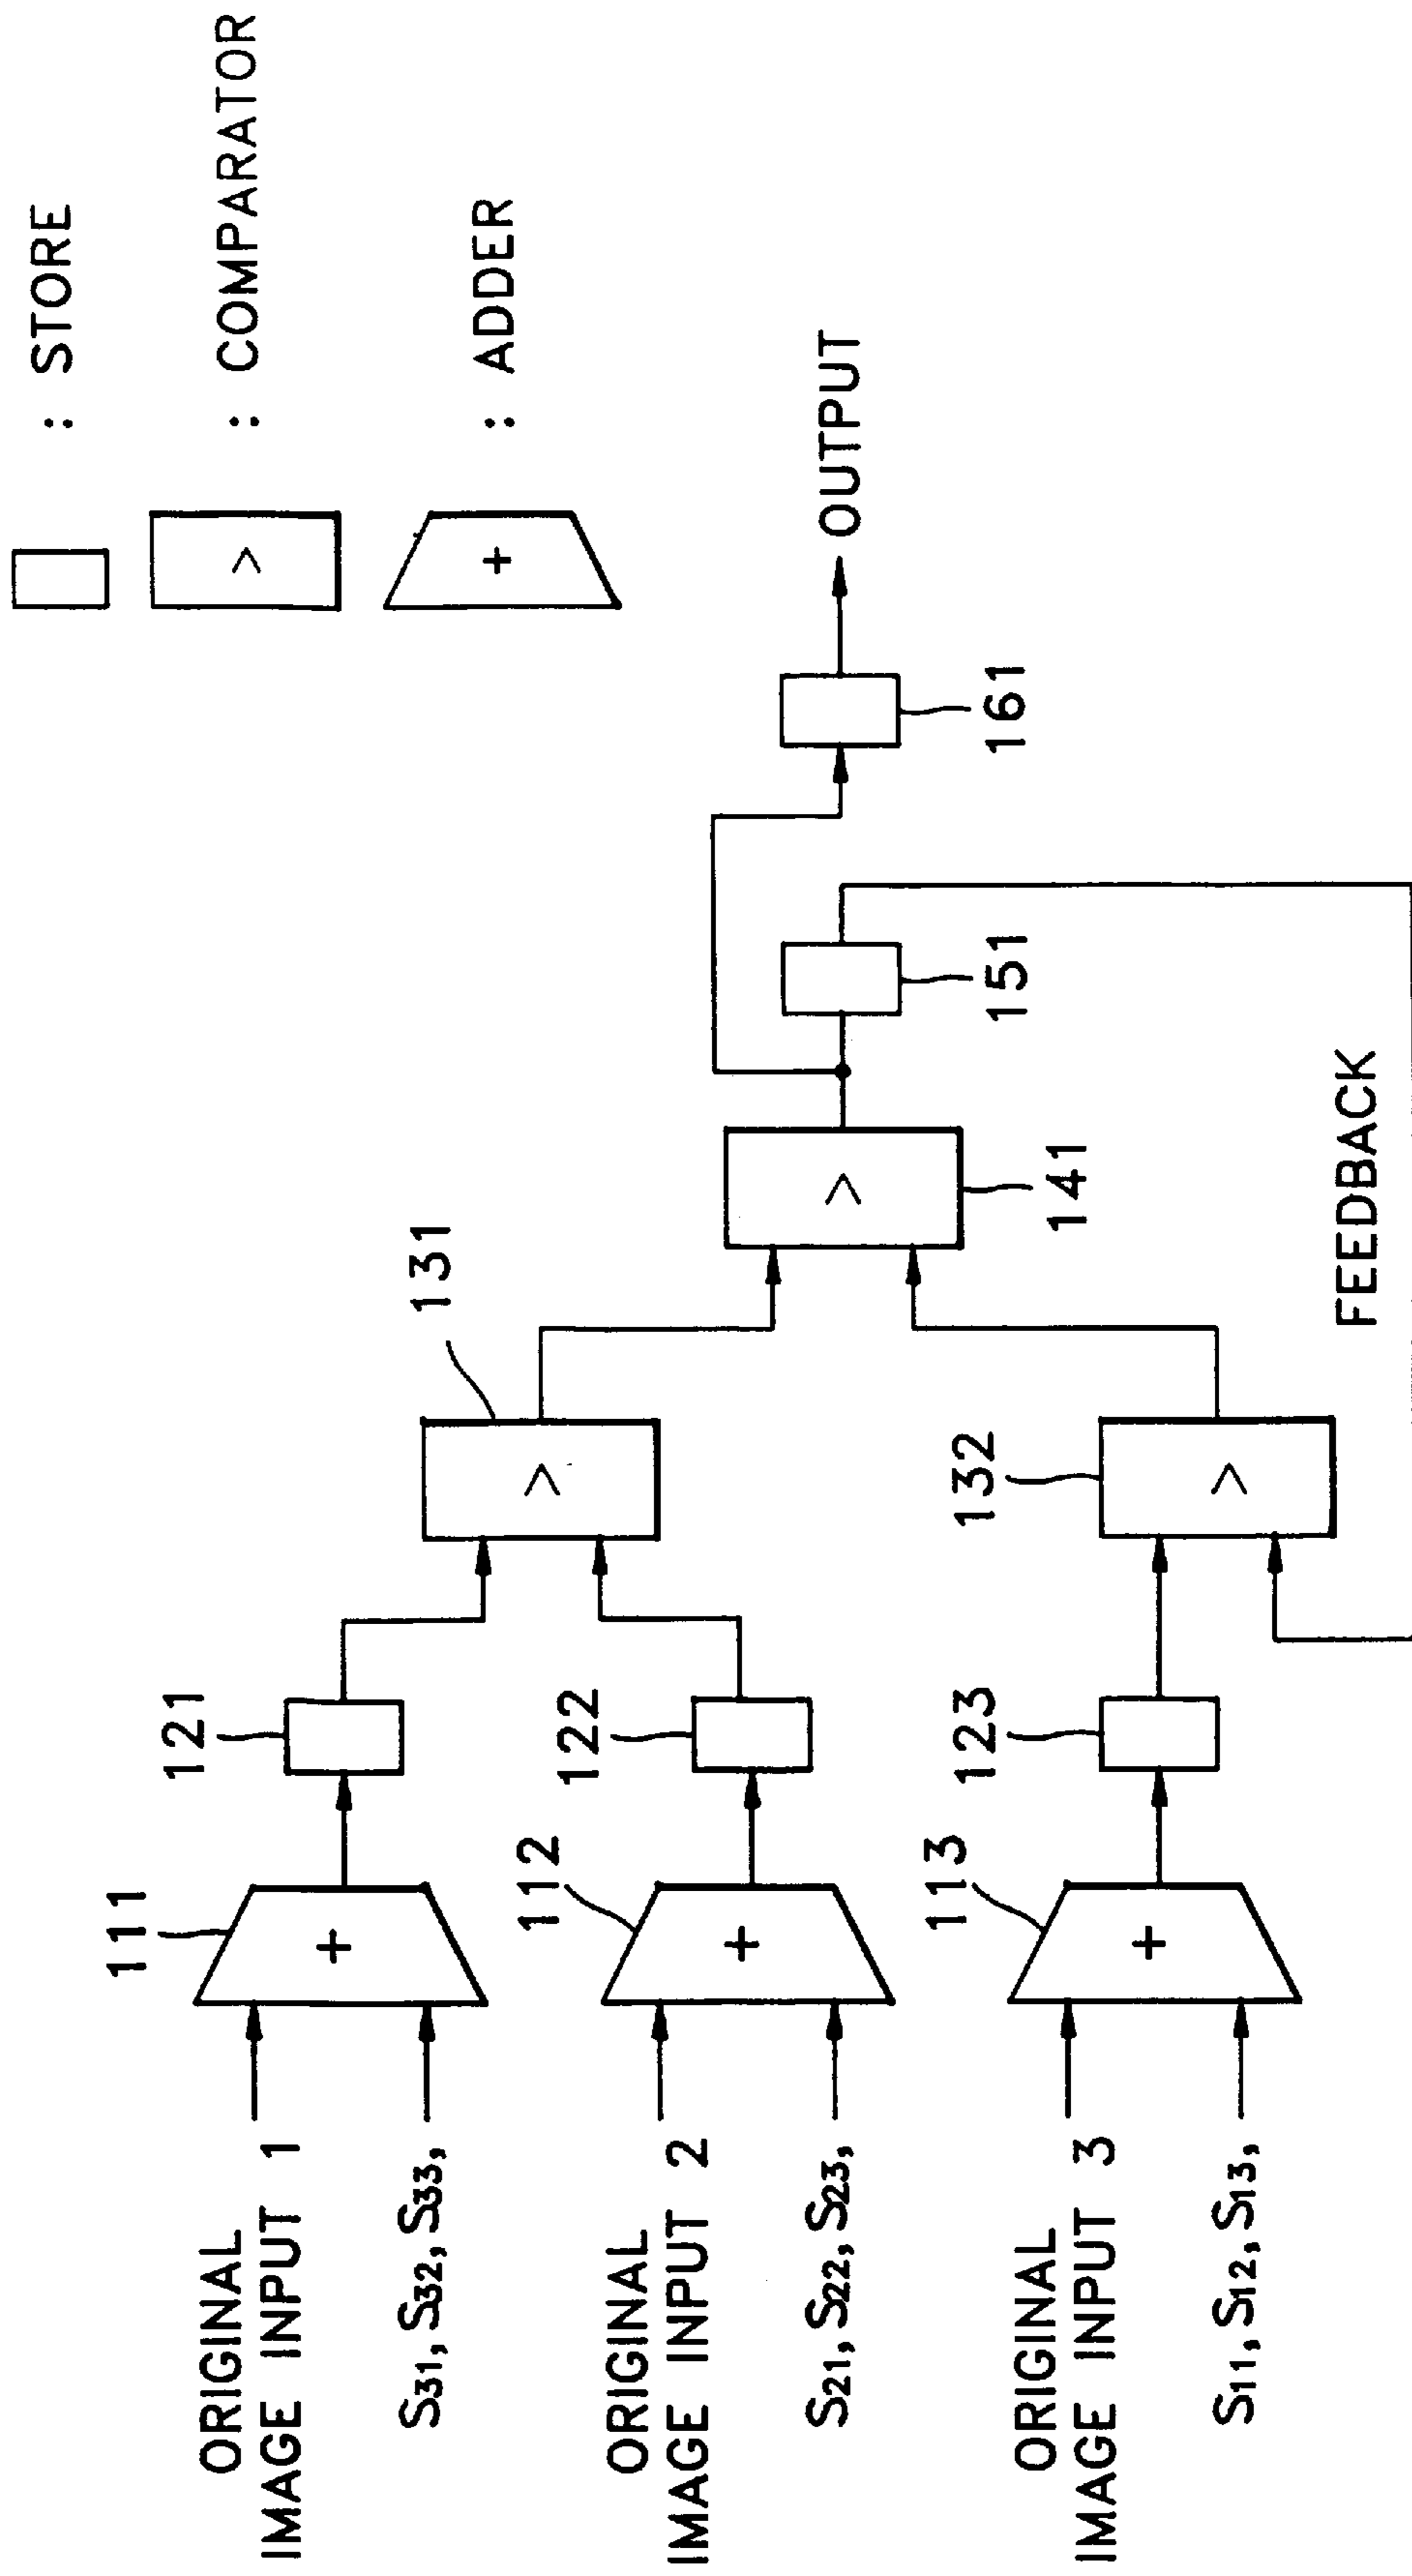 : STORE
> : COMPARATOR
+ : ADDER
ORIGINAL
IMAGE INPUT 1
S31, S32, S33,
111
+
121
131
>
ORIGINAL
IMAGE INPUT 2
S21, S22, S23,
112
+
122
141
>
151
161
OUTPUT
ORIGINAL
IMAGE INPUT 3
S11, S12, S13,
113
+
123
132
>
FEEDBACK